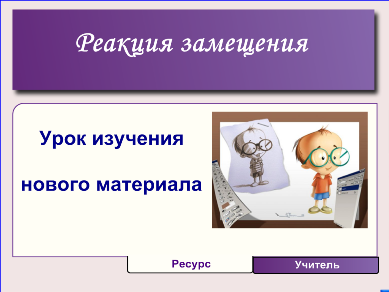 Реакция замещения
Урок изучения
нового материала
Ресурс
Учитель